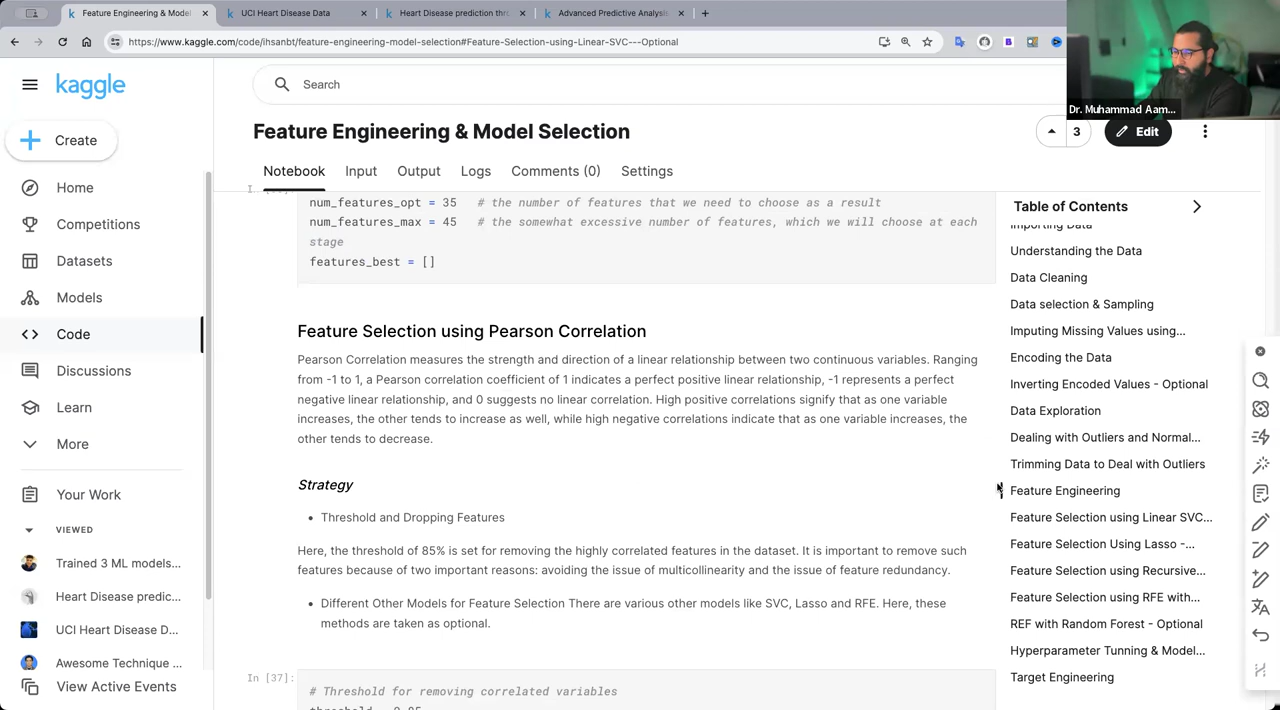 Feature Engineering & Model
UCI Heart Disease Data
Heart Disease prediction thr
Advanced Predictive Analysis
https://www.kaggle.com/code/ihsanbt/feature-engineering-model-selection#Feature-Selection-using-Linear-SVC---Optional
Dr. Muhammad Aam...
kaggle
Search
Create
Feature Engineering & Model Selection
3
Edit
Notebook
Input
Output
Logs
Comments (0)
Settings
Home
Competitions
Datasets
Models
Code
Discussions
Learn
More
Your Work
VIEWED
Trained 3 ML models...
Heart Disease predic...
UCI Heart Disease D...
Awesome Technique ...
View Active Events
num_features_opt = 35 # the number of features that we need to choose as a result
num_features_max = 45 # the somewhat excessive number of features, which we will choose at each
stage
features_best = []
Feature Selection using Pearson Correlation
Pearson Correlation measures the strength and direction of a linear relationship between two continuous variables. Ranging
from -1 to 1, a Pearson correlation coefficient of 1 indicates a perfect positive linear relationship, -1 represents a perfect
negative linear relationship, and 0 suggests no linear correlation. High positive correlations signify that as one variable
increases, the other tends to increase as well, while high negative correlations indicate that as one variable increases, the
other tends to decrease.
Strategy
• Threshold and Dropping Features
Here, the threshold of 85% is set for removing the highly correlated features in the dataset. It is important to remove such
features because of two important reasons: avoiding the issue of multicollinearity and the issue of feature redundancy.
• Different Other Models for Feature Selection There are various other models like SVC, Lasso and RFE. Here, these
methods are taken as optional.
In [37]:
# Threshold for removing correlated variables
Table of Contents
Importing Data
Understanding the Data
Data Cleaning
Data selection & Sampling
Imputing Missing Values using...
Encoding the Data
Inverting Encoded Values - Optional
Data Exploration
Dealing with Outliers and Normal...
Trimming Data to Deal with Outliers
Feature Engineering
Feature Selection using Linear SVC...
Feature Selection Using Lasso -...
Feature Selection using Recursive...
Feature Selection using RFE with...
REF with Random Forest - Optional
Hyperparameter Tunning & Model...
Target Engineering